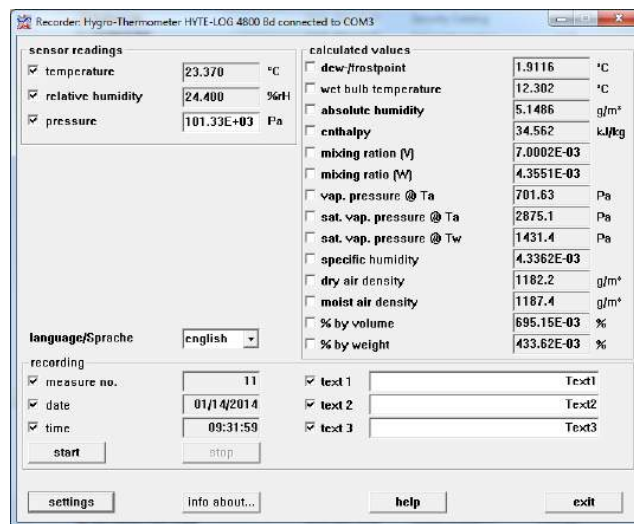 Recorder: Hygro-Thermometer HYTE-LOG 4800 Bd connected to COM3
sensor readings
temperature 23.370 °C
relative humidity 24.400 %rH
pressure 101.33E+03 Pa
calculated values
dew-/frostpoint 1.9116 °C
wet bulb temperature 12.302 °C
absolute humidity 5.1486 g/m³
enthalpy 34.562 kJ/kg
mixing ration (V) 7.0002E-03
mixing ratio (W) 4.3551E-03
vap. pressure @ Ta 701.63 Pa
sat. vap. pressure @ Ta 2875.1 Pa
sat. vap. pressure @ Tw 1431.4 Pa
specific humidity 4.3362E-03
dry air density 1182.2 g/m³
moist air density 1187.4 g/m³
% by volume 695.15E-03 %
% by weight 433.62E-03 %
language/Sprache english
recording
measure no. 11 text 1 Text1
date 01/14/2014 text 2 Text2
time 09:31:59 text 3 Text3
start stop
settings info about... help exit